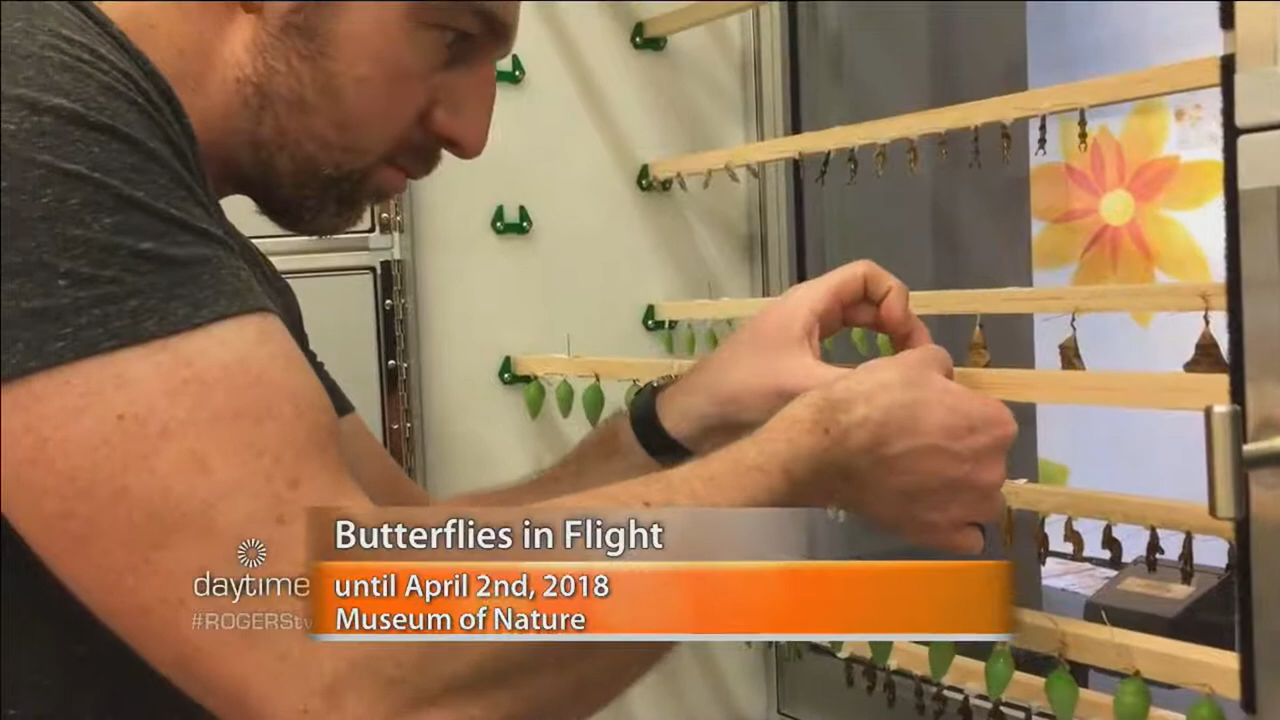 Butterflies in Flight
until April 2nd, 2018
Museum of Nature
daytime
#ROGERStv